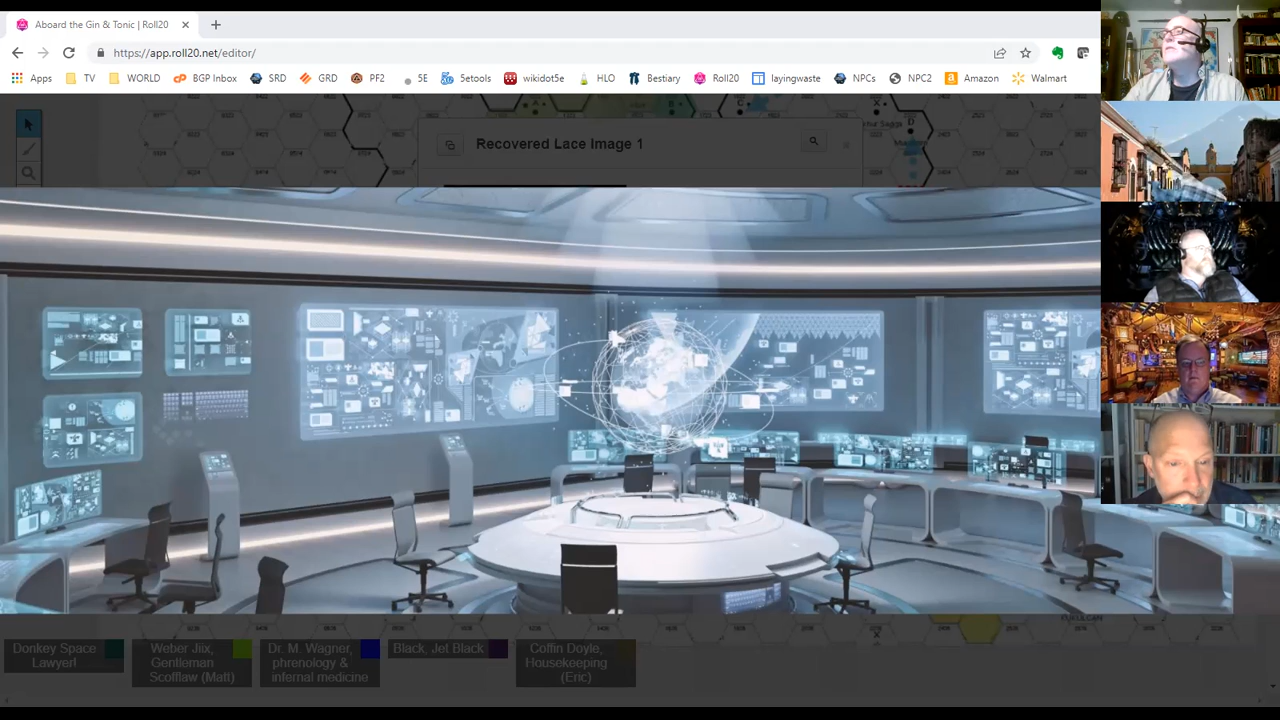 Aboard the Gin & Tonic | Roll20
https://app.roll20.net/editor/
Apps TV WORLD BGP Inbox SRD GRD PF2 5E 5etools wikidot5e HLO Bestiary Roll20 layingwaste NPCs NPC2 Amazon Walmart
Recovered Lace Image 1
Donkey Space
Lawyer!
Weber Jiix,
Gentleman
Scofflaw (Matt)
Dr. M. Wagner,
phrenology &
infernal medicine
Black, Jet Black
Coffin Doyle,
Housekeeping
(Eric)